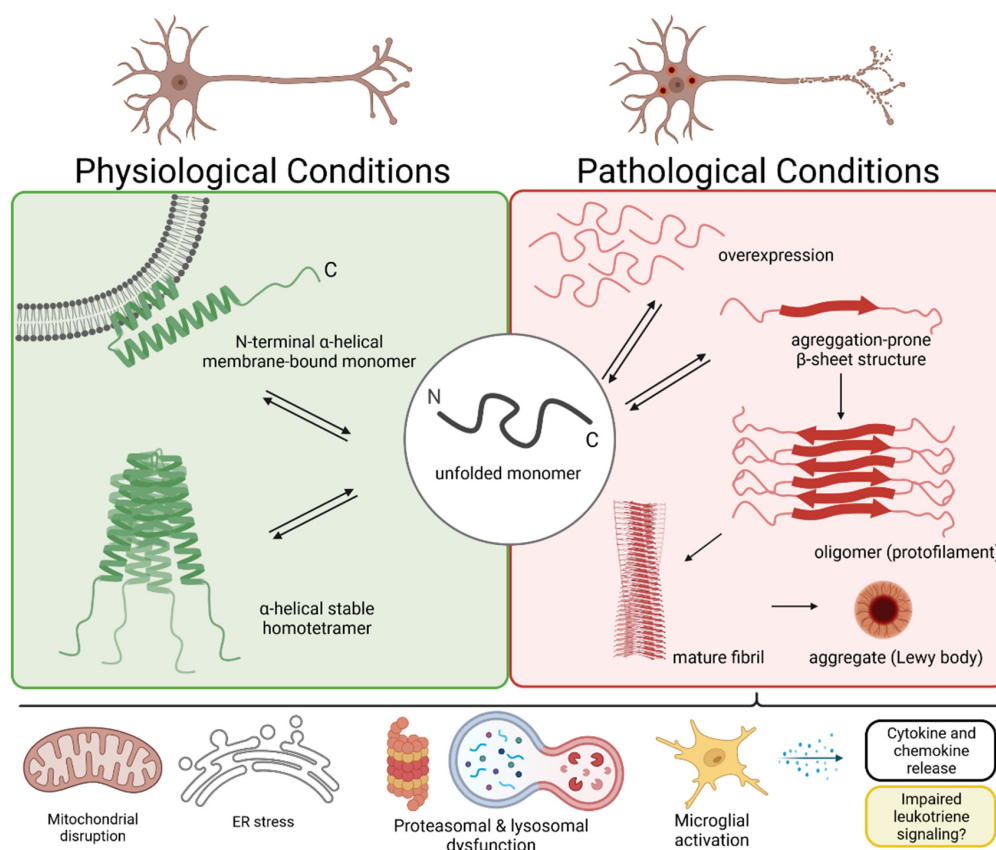 Physiological Conditions
Pathological Conditions
C
N-terminal α-helical
membrane-bound monomer
α-helical stable
homotetramer
N
C
unfolded monomer
overexpression
agreggation-prone
β-sheet structure
oligomer (protofilament)
mature fibril
aggregate (Lewy body)
Mitochondrial
disruption
ER stress
Proteasomal & lysosomal
dysfunction
Microglial
activation
Cytokine and
chemokine
release
Impaired
leukotriene
signaling?